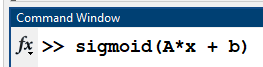 Command Window
fx >> sigmoid(A*x + b)